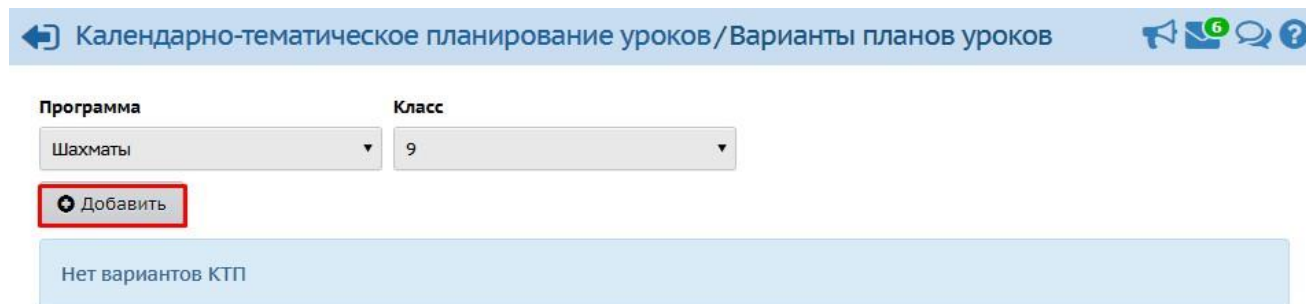 Календарно-тематическое планирование уроков/Варианты планов уроков
6
Программа Класс
Шахматы 9
Добавить
Нет вариантов КТП